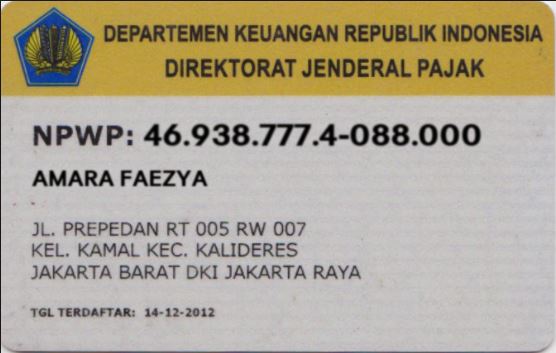 DEPARTEMEN KEUANGAN REPUBLIK INDONESIA
DIREKTORAT JENDERAL PAJAK
NPWP: 46.938.777.4-088.000
AMARA FAEZYA
JL. PREPEDAN RT 005 RW 007
KEL. KAMAL KEC. KALIDERES
JAKARTA BARAT DKI JAKARTA RAYA
TGL TERDAFTAR: 14-12-2012